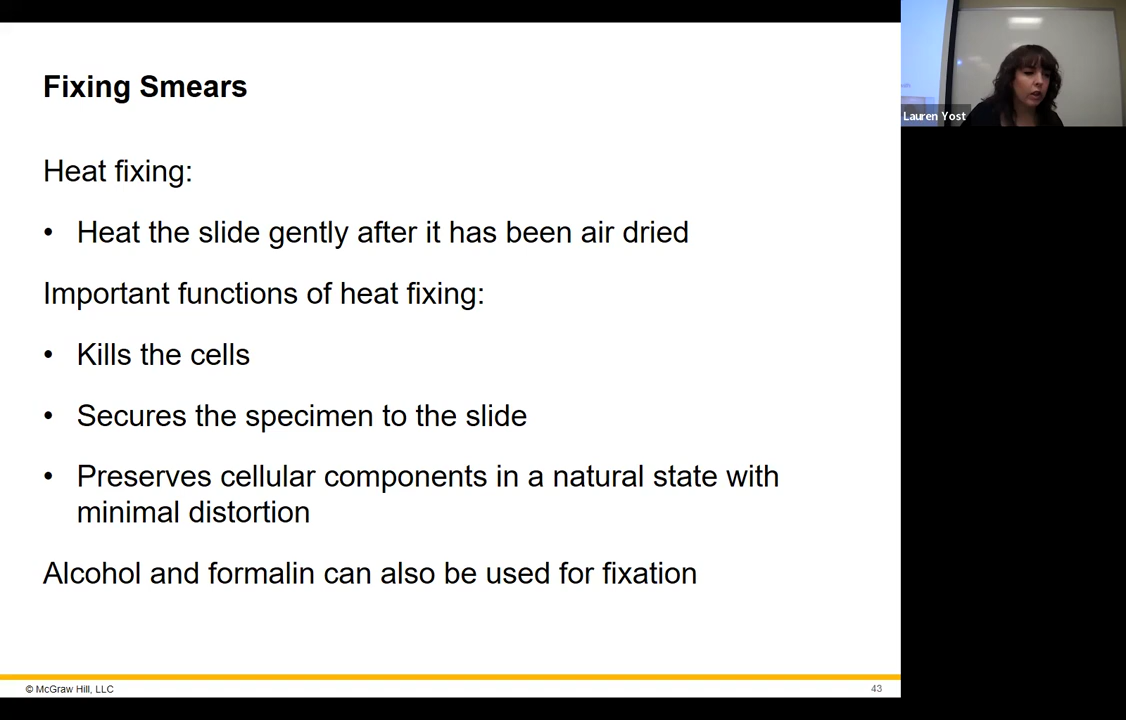 Fixing Smears
Lauren Yost
Heat fixing:
• Heat the slide gently after it has been air dried
Important functions of heat fixing:
• Kills the cells
• Secures the specimen to the slide
• Preserves cellular components in a natural state with
minimal distortion
Alcohol and formalin can also be used for fixation
© McGraw Hill, LLC
43